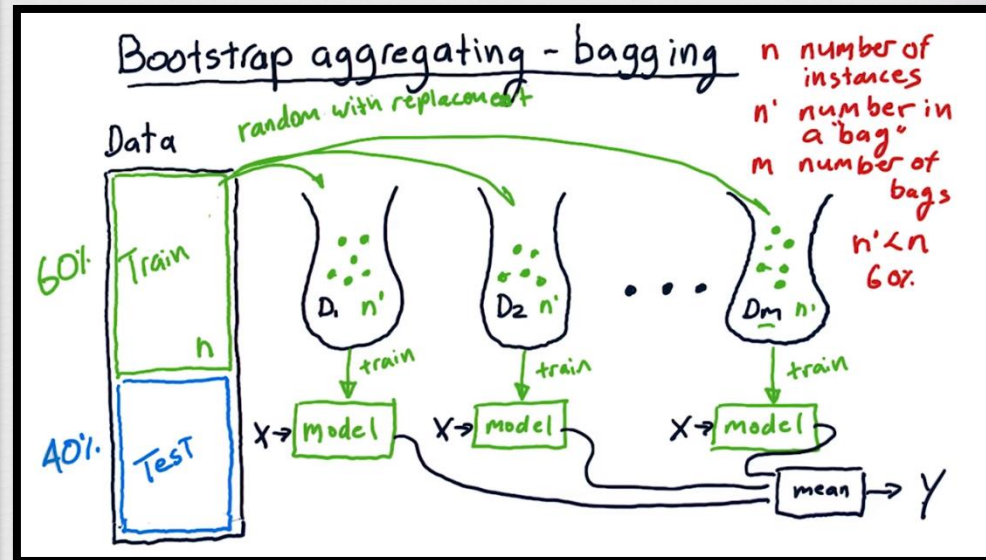 Bootstrap aggregating - bagging
random with replacement
Data
60%
Train
n
40%
Test
D1 n'
D2 n'
Dm n'
train
train
train
X→ model
X→ model
X→ model
mean → Y
n number of
instances
n' number in
a "bag"
m number of
bags
n'<n
60%